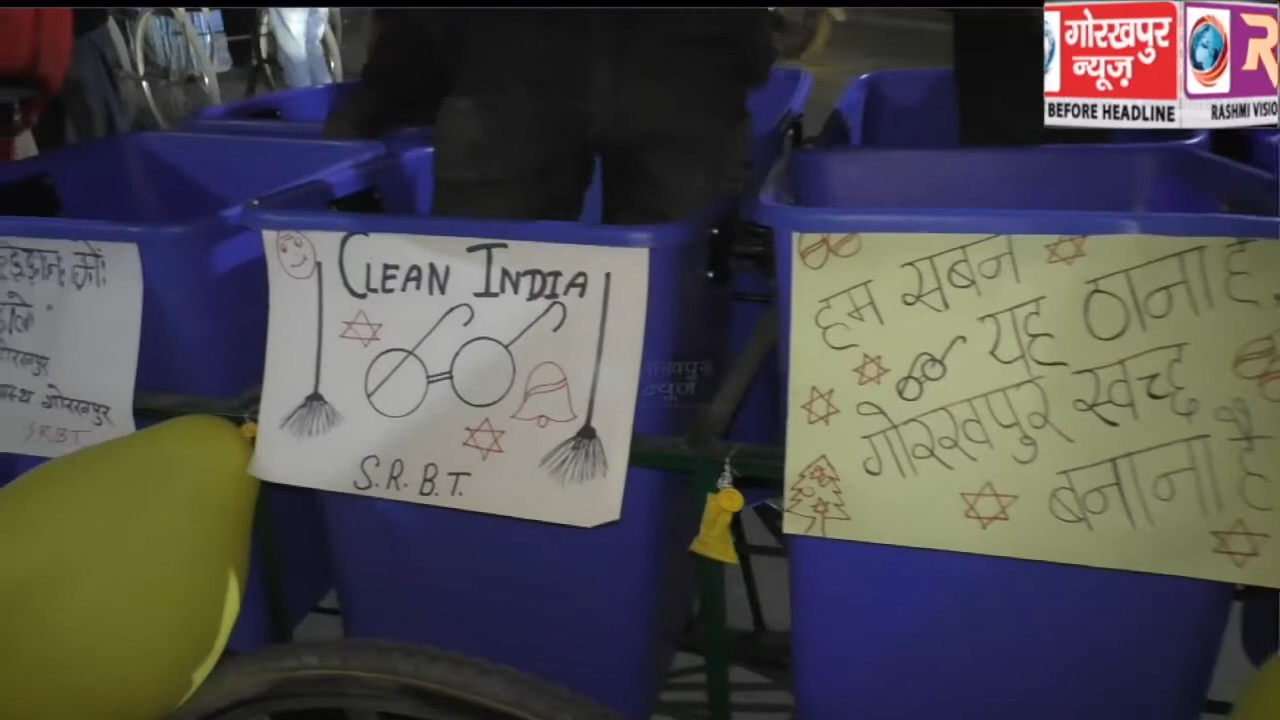 गोरखपुर
न्यूज़
BEFORE HEADLINE
R
RASHMI VISIO
गोरखपुर
S.R.B.T
CLEAN INDIA
S.R.B.T.
हम सबने
यह ठाना है.
गोरखपुर स्वच्छ
बनाना है